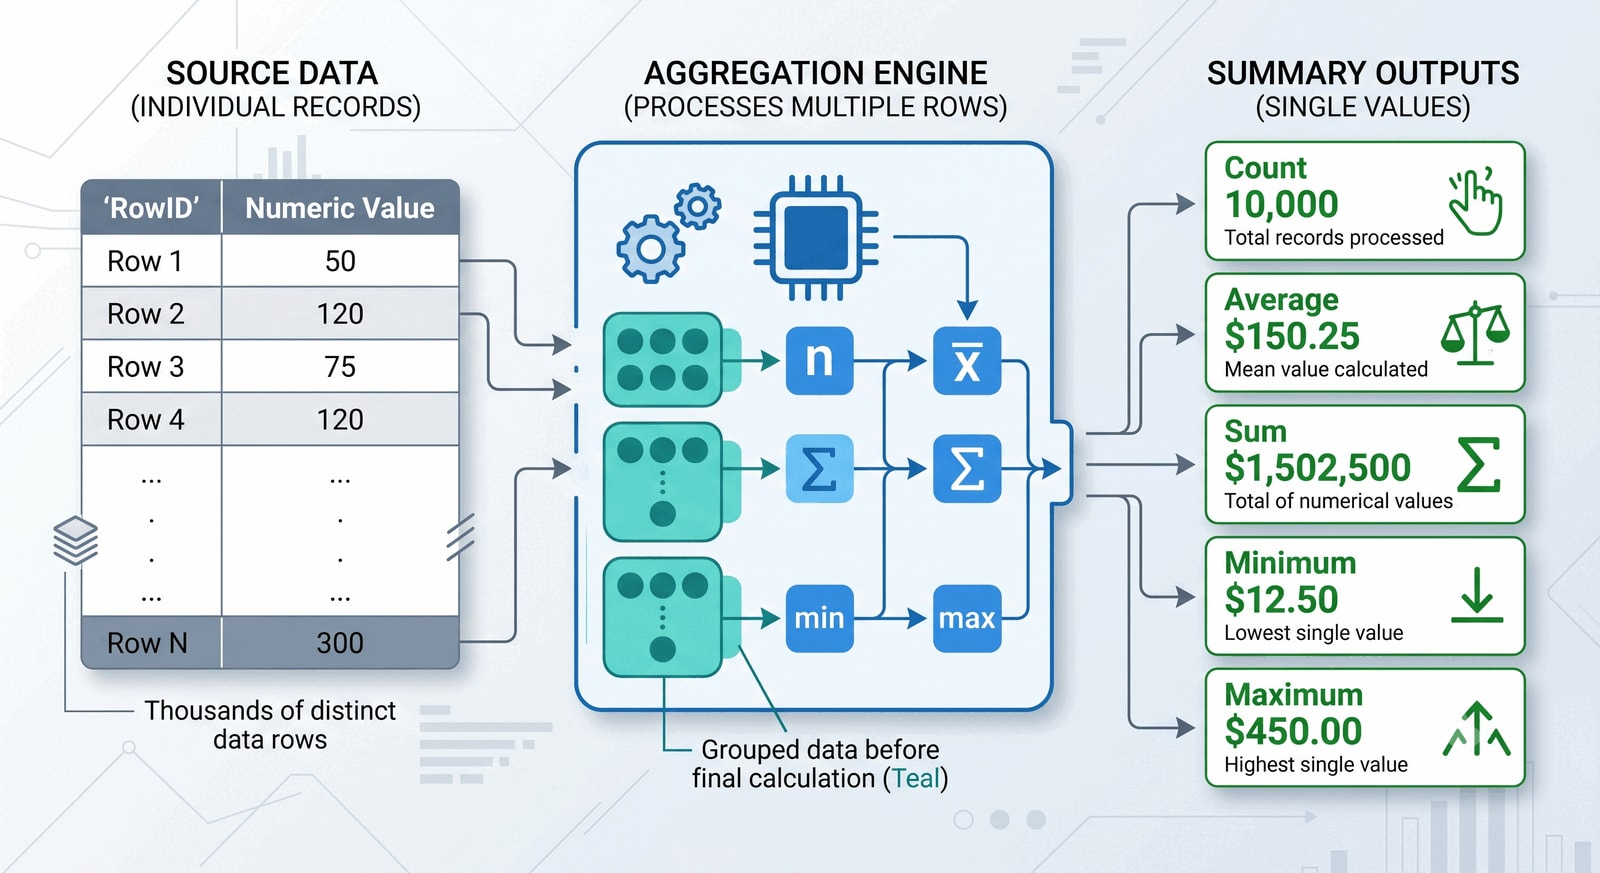 SOURCE DATA
(INDIVIDUAL RECORDS)
‘RowID’ Numeric Value
Row 1 50
Row 2 120
Row 3 75
Row 4 120
... ...
. .
. .
... ...
Row N 300
Thousands of distinct
data rows
AGGREGATION ENGINE
(PROCESSES MULTIPLE ROWS)
n x̅
Σ Σ
min max
Grouped data before
final calculation (Teal)
SUMMARY OUTPUTS
(SINGLE VALUES)
Count
10,000
Total records processed
Average
$150.25
Mean value calculated
Sum
$1,502,500
Σ
Total of numerical values
Minimum
$12.50
Lowest single value
Maximum
$450.00
Highest single value